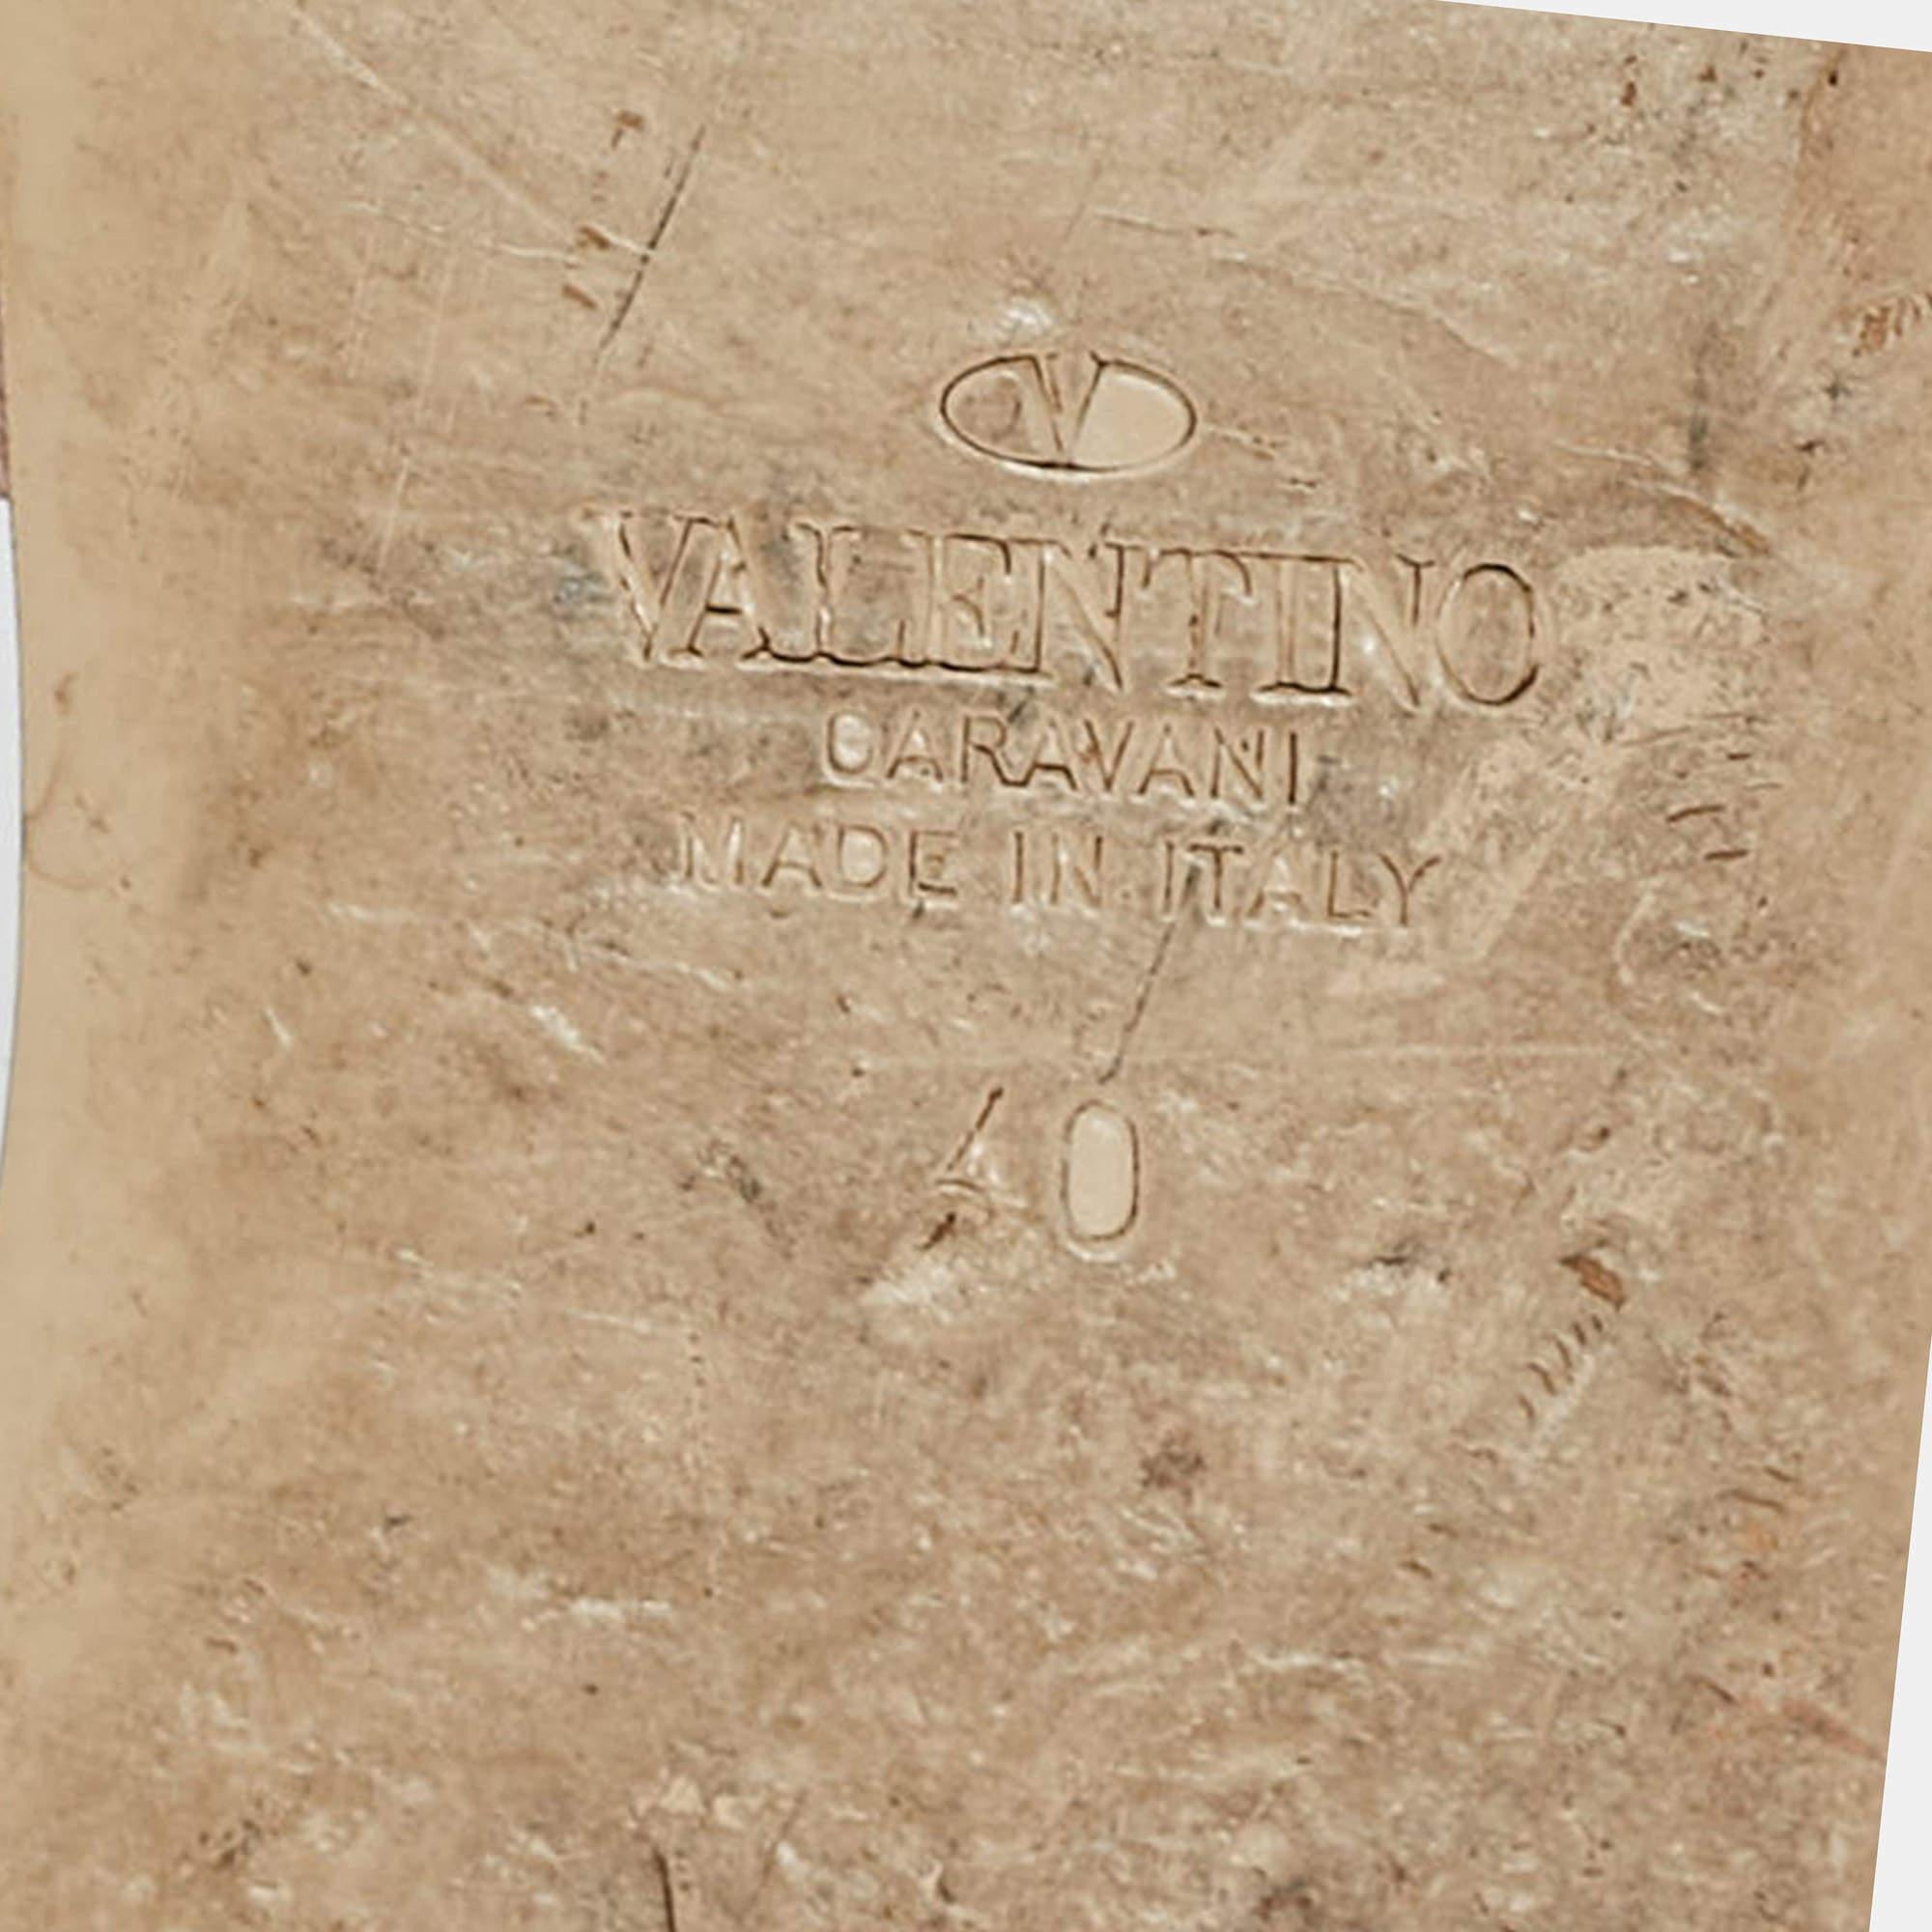 V
VALENTINO
GARAVANI
MADE IN ITALY
40